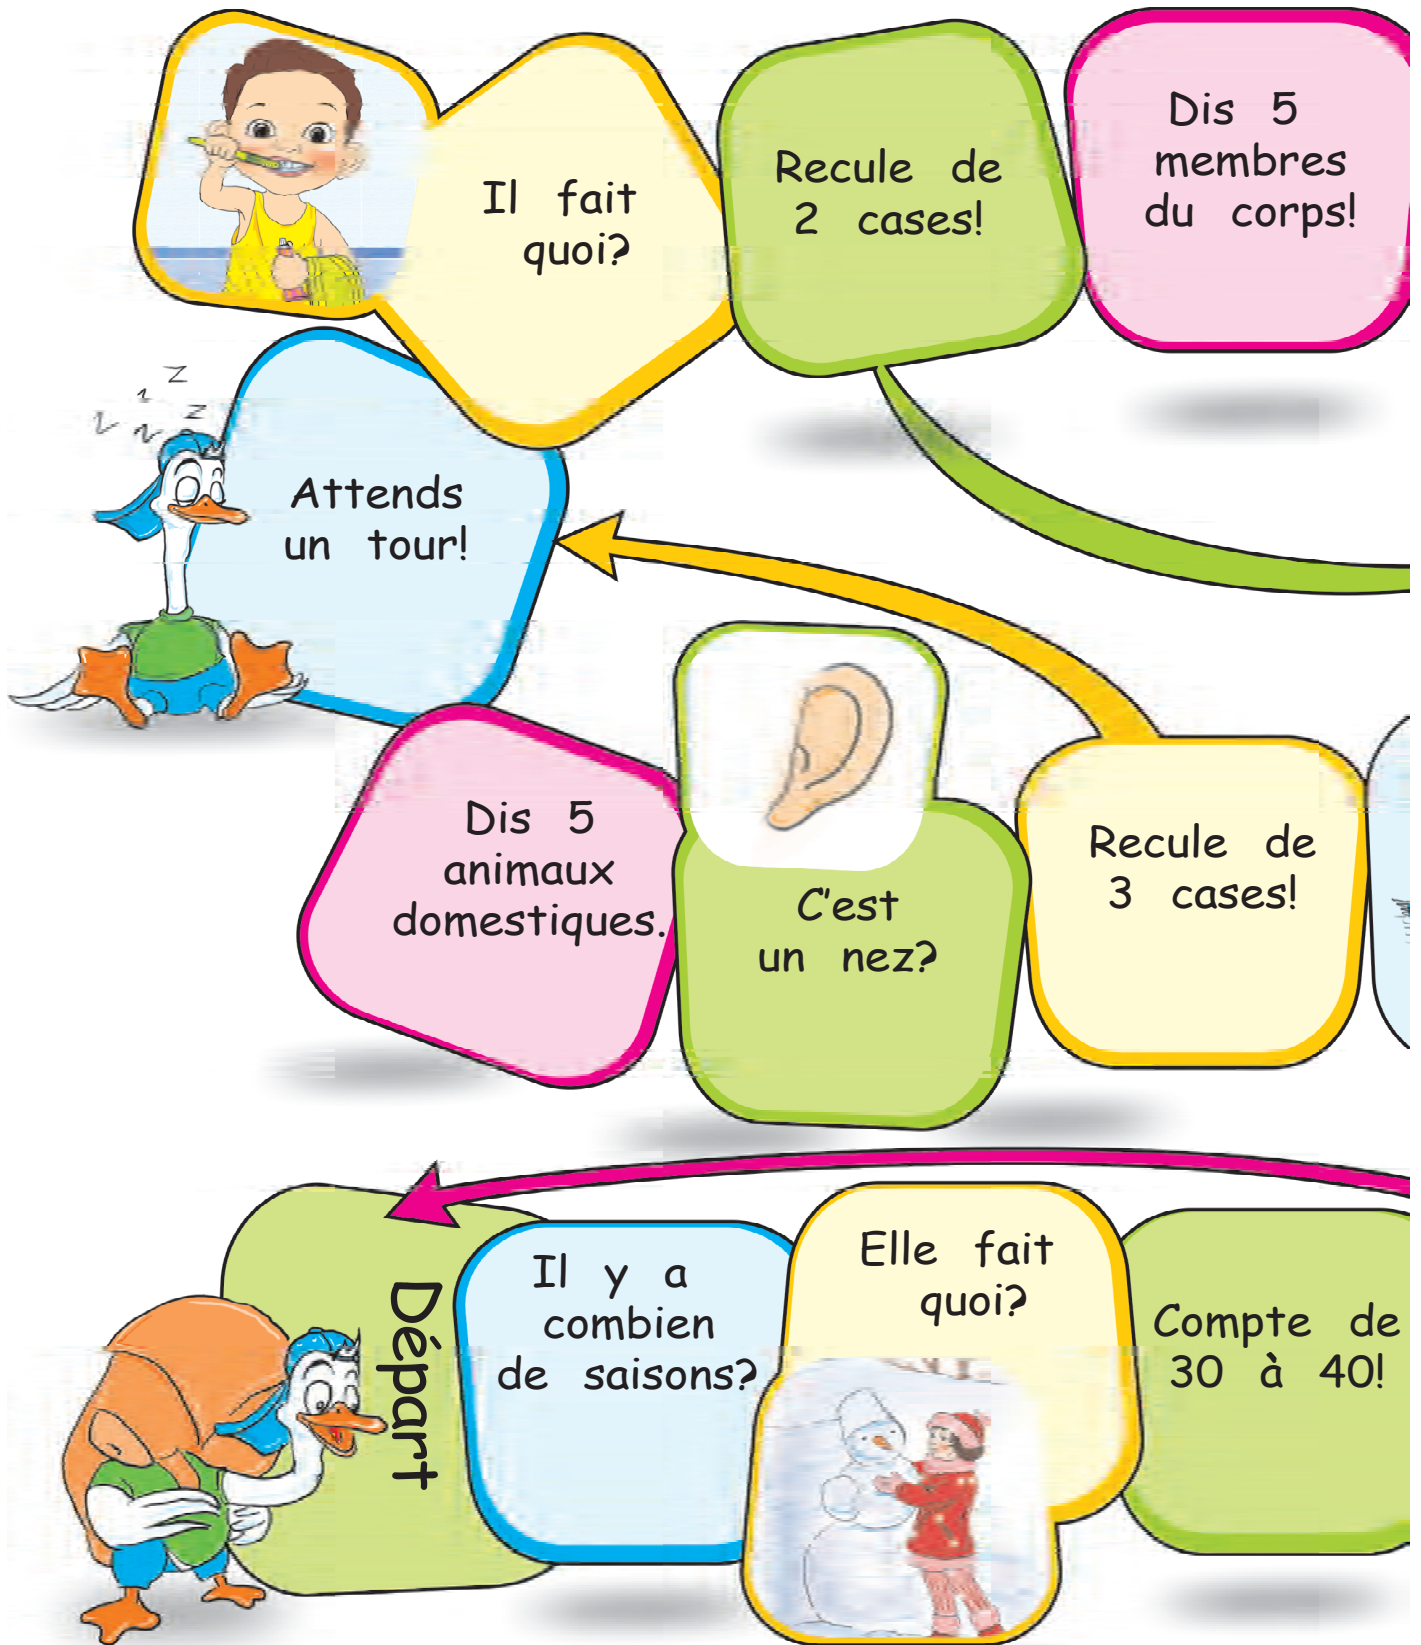 Il fait
quoi?
Recule de
2 cases!
Dis 5
membres
du corps!
z
z
z
z
z
Attends
un tour!
Dis 5
animaux
domestiques.
C'est
un nez?
Recule de
3 cases!
Départ
Il y a
combien
de saisons?
Elle fait
quoi?
Compte de
30 à 40!